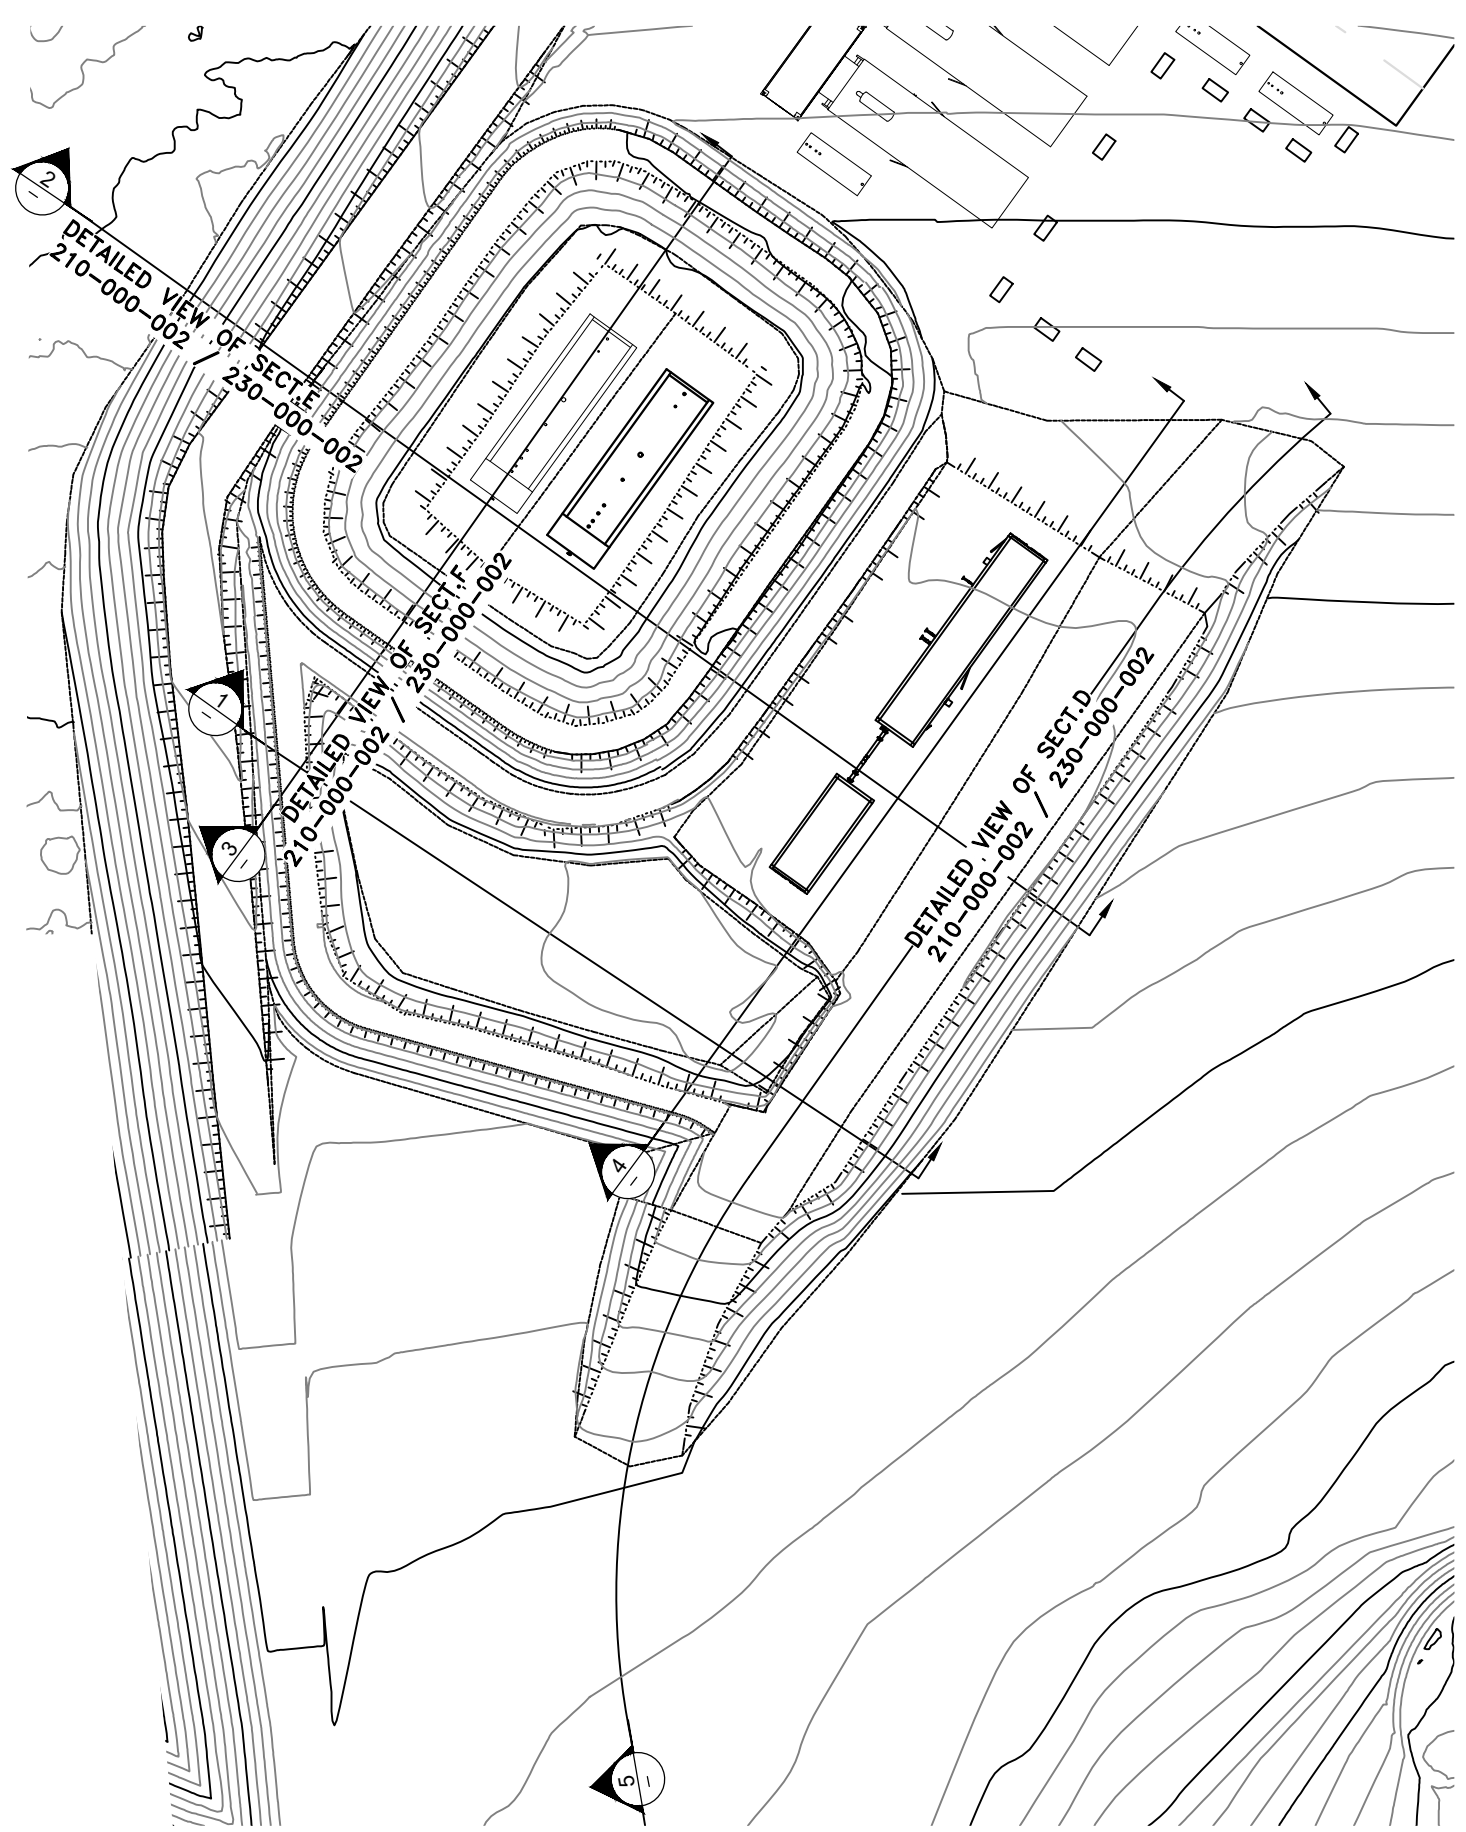 2
–
DETAILED VIEW OF SECT.E
210-000-002 / 230-000-002
1
–
3
–
DETAILED VIEW OF SECT.F
210-000-002 / 230-000-002
DETAILED VIEW OF SECT.D
210-000-002 / 230-000-002
4
–
5
–